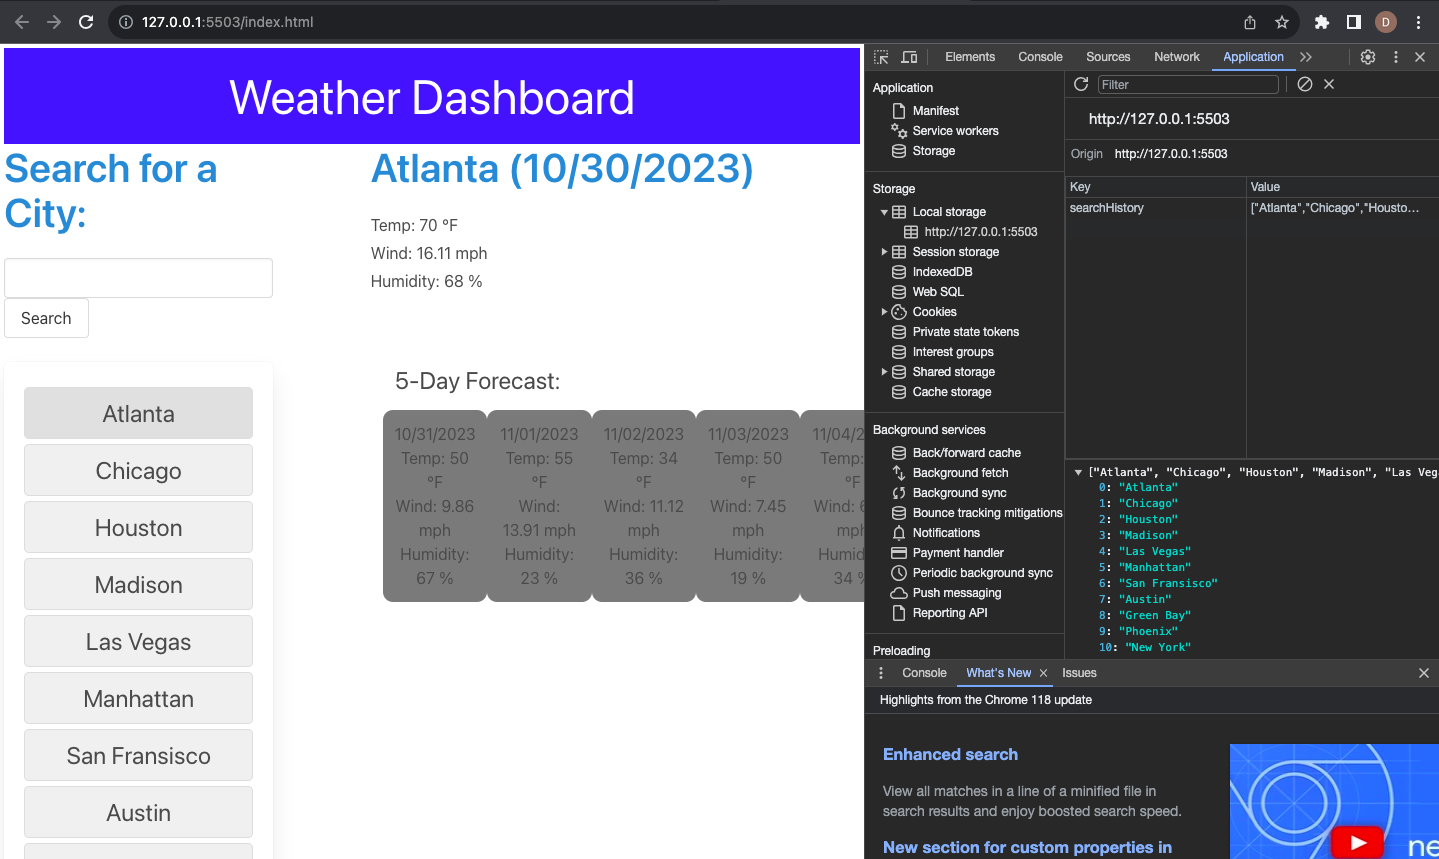 127.0.0.1:5503/index.html
D
Weather Dashboard
Search for a
City:
Search
Atlanta
Chicago
Houston
Madison
Las Vegas
Manhattan
San Fransisco
Austin
Atlanta (10/30/2023)
Temp: 70 °F
Wind: 16.11 mph
Humidity: 68 %
5-Day Forecast:
10/31/2023
Temp: 50
°F
Wind: 9.86
mph
Humidity:
67 %
11/01/2023
Temp: 55
°F
Wind:
13.91 mph
Humidity:
23 %
11/02/2023
Temp: 34
°F
Wind: 11.12
mph
Humidity:
36 %
11/03/2023
Temp: 50
°F
Wind: 7.45
mph
Humidity:
19 %
11/04/2
Temp:
°F
Wind:
mph
Humid
34 %
Elements Console Sources Network Application
Application
Manifest
Service workers
Storage
Storage
Local storage
http://127.0.0.1:5503
Session storage
IndexedDB
Web SQL
Cookies
Private state tokens
Interest groups
Shared storage
Cache storage
Background services
Back/forward cache
Background fetch
Background sync
Bounce tracking mitigations
Notifications
Payment handler
Periodic background sync
Push messaging
Reporting API
Preloading
Filter
http://127.0.0.1:5503
Origin http://127.0.0.1:5503
Key Value
searchHistory ["Atlanta","Chicago","Housto…
["Atlanta", "Chicago", "Houston", "Madison", "Las Vega
0: "Atlanta"
1: "Chicago"
2: "Houston"
3: "Madison"
4: "Las Vegas"
5: "Manhattan"
6: "San Fransisco"
7: "Austin"
8: "Green Bay"
9: "Phoenix"
10: "New York"
Console What's New Issues
Highlights from the Chrome 118 update
Enhanced search
View all matches in a line of a minified file in
search results and enjoy boosted search speed.
New section for custom properties in
ne